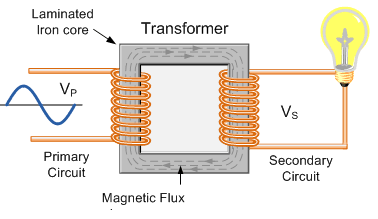 Laminated
Iron core
Transformer
VP
VS
Primary
Circuit
Secondary
Circuit
Magnetic Flux